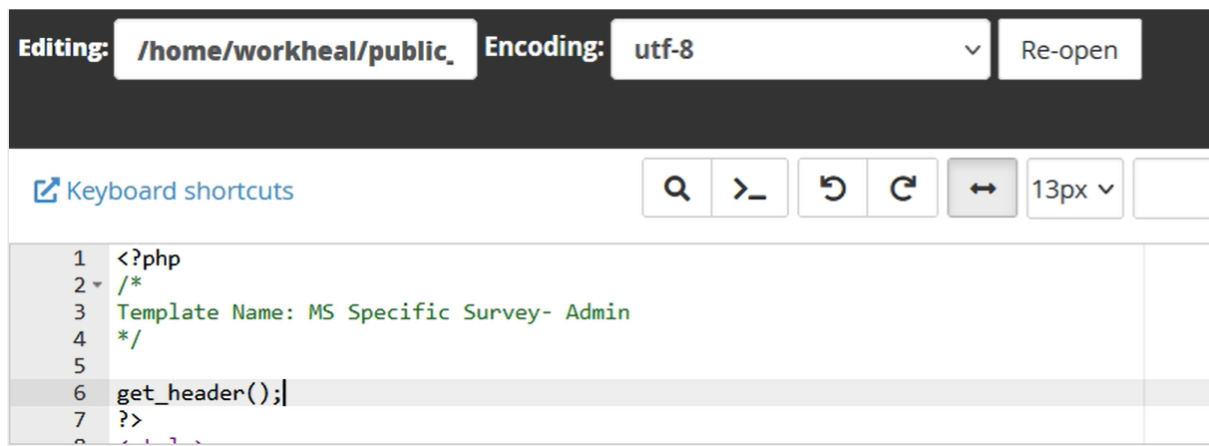 Editing: /home/workheal/public_ Encoding: utf-8 Re-open
Keyboard shortcuts 13px
1 <?php
2 /*
3 Template Name: MS Specific Survey- Admin
4 */
5
6 get_header();
7 ?>